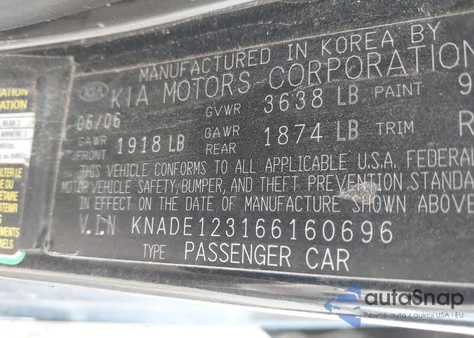 MANUFACTURED IN KOREA BY
KIA KIA MOTORS CORPORATION
06/06 GVWR 3638 LB PAINT 9
GAWR FRONT 1918 LB GAWR REAR 1874 LB TRIM R
THIS VEHICLE CONFORMS TO ALL APPLICABLE U.S.A. FEDERAL
MOTOR VEHICLE SAFETY, BUMPER, AND THEFT PREVENTION STANDA
IN EFFECT ON THE DATE OF MANUFACTURE SHOWN ABOVE
V.I.N KNADE123166160696
TYPE PASSENGER CAR
autoSnap